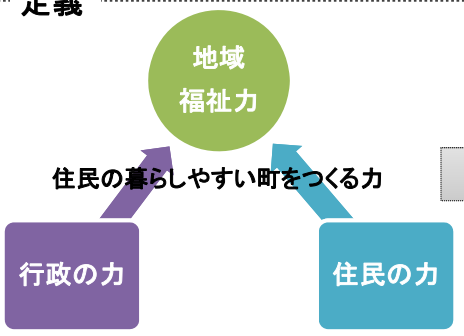 定義
地域
福祉力
住民の暮らしやすい町をつくる力
行政の力
住民の力